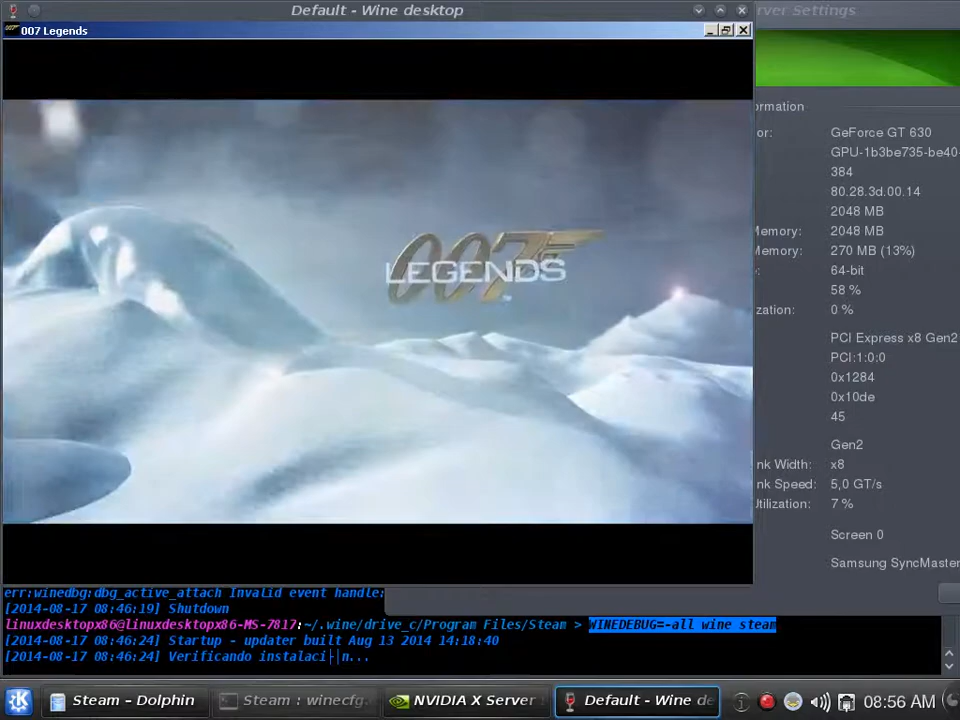 Default - Wine desktop
rver Settings
007 Legends
007
LEGENDS
ormation
or:
GeForce GT 630
GPU-1b3be735-be40-
384
80.28.3d.00.14
2048 MB
Memory: 2048 MB
Memory: 270 MB (13%)
: 64-bit
58 %
zation: 0 %
PCI Express x8 Gen2
PCI:1:0:0
0x1284
0x10de
45
Gen2
nk Width: x8
nk Speed: 5,0 GT/s
Utilization: 7 %
Screen 0
Samsung SyncMaster
err:winedbg:dbg_active_attach Invalid event handle:
[2014-08-17 08:46:19] Shutdown
linuxdesktopx86@linuxdesktopx86-MS-7817:~/.wine/drive_c/Program Files/Steam > WINEDEBUG=-all wine steam
[2014-08-17 08:46:24] Startup - updater built Aug 13 2014 14:18:40
[2014-08-17 08:46:24] Verificando instalaci├│n...
Steam - Dolphin
Steam : winecfg
NVIDIA X Server
Default - Wine de
08:56 AM